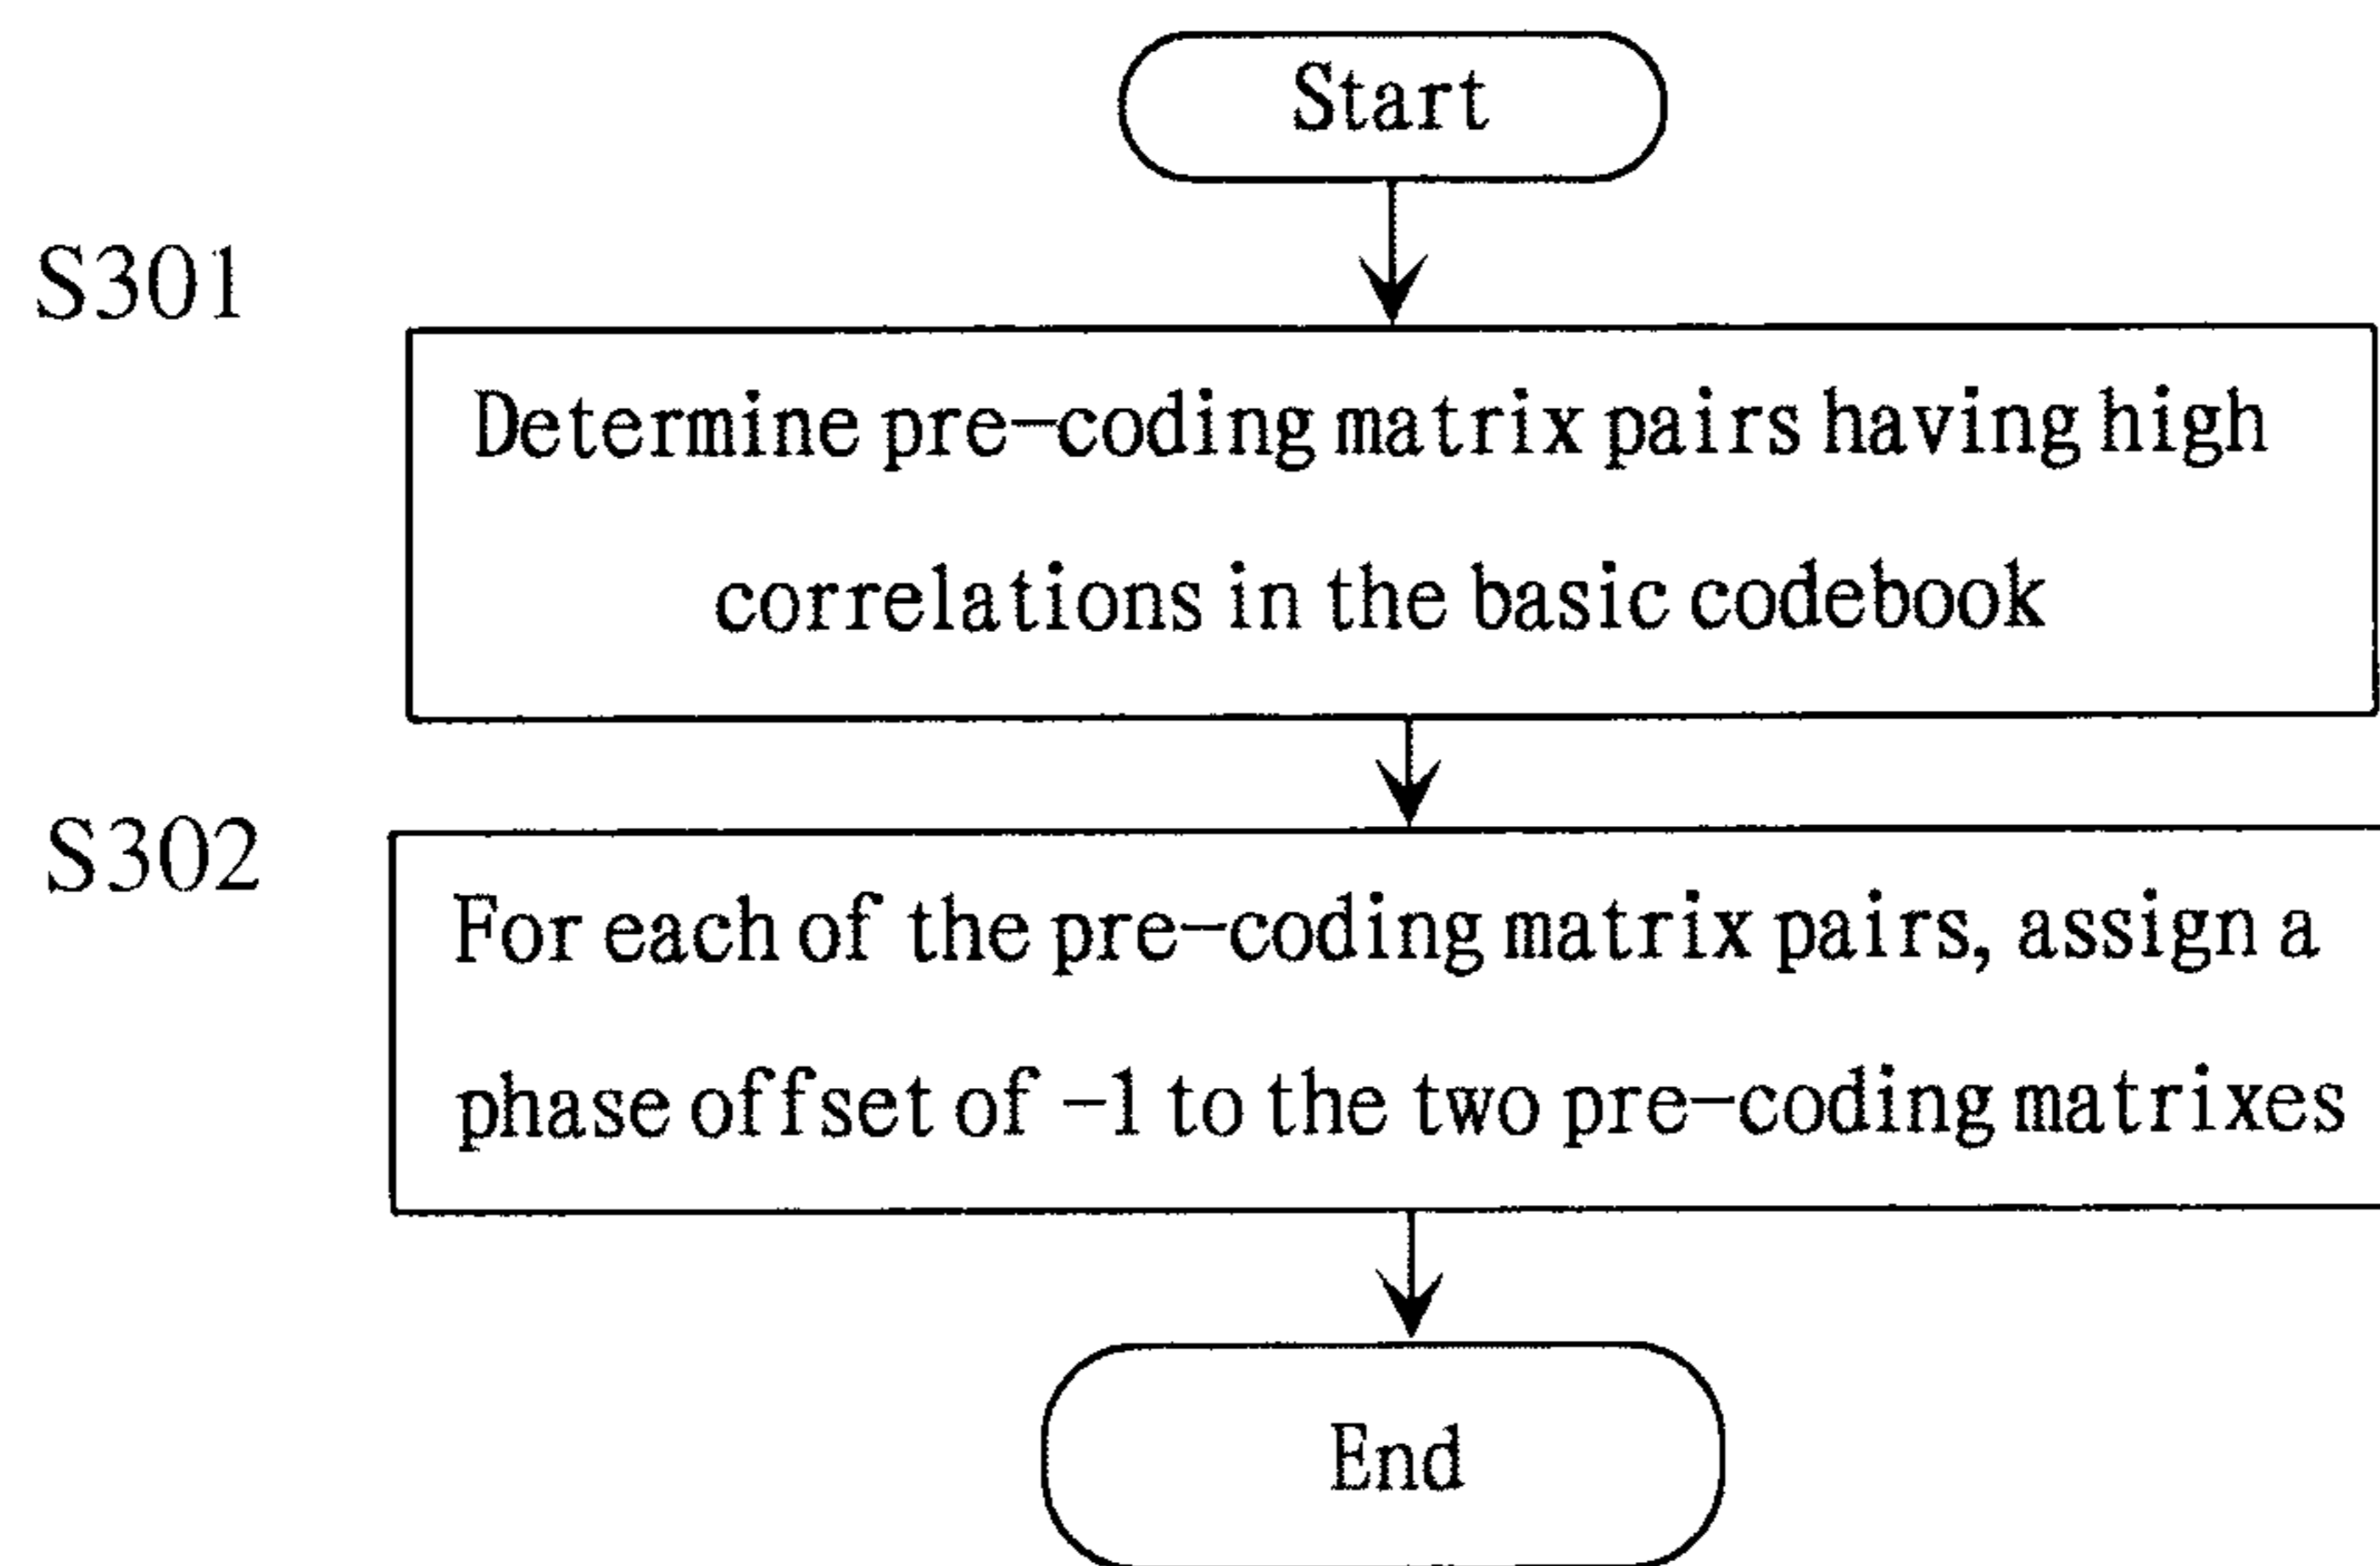 Start
S301
Determine pre-coding matrix pairs having high
correlations in the basic codebook
S302
For each of the pre-coding matrix pairs, assign a
phase offset of -1 to the two pre-coding matrixes
End